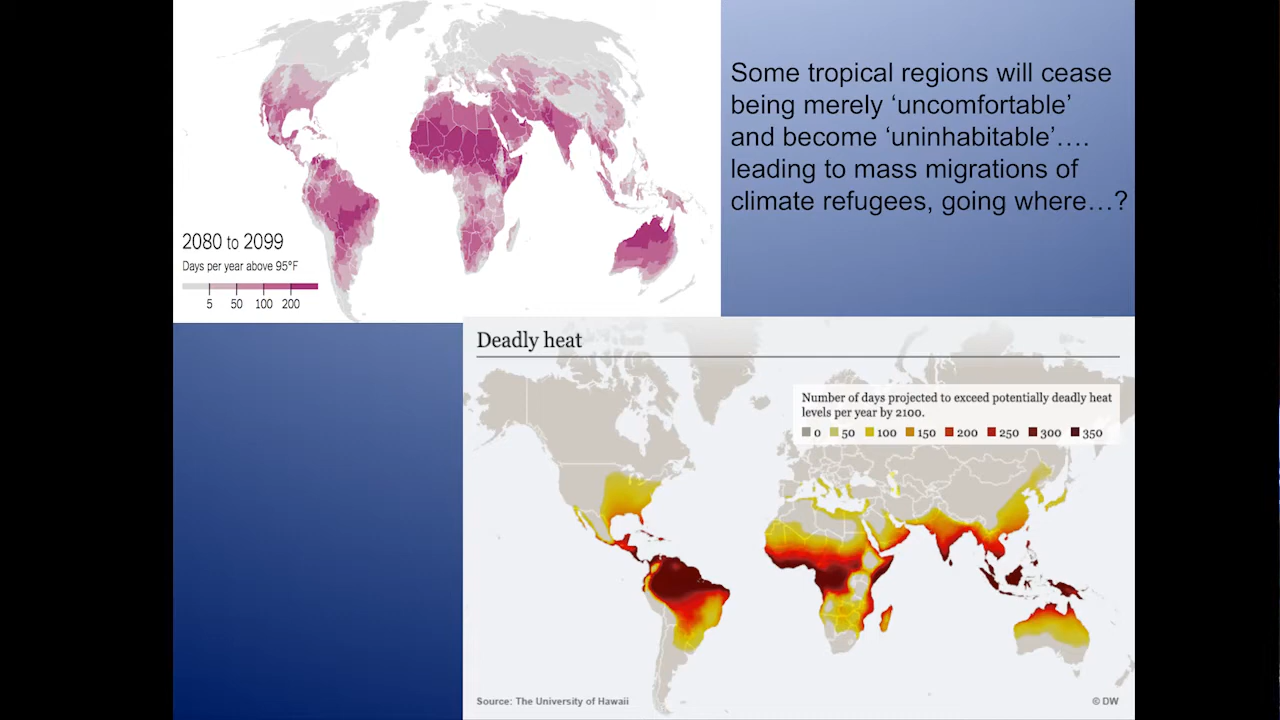 Some tropical regions will cease
being merely ‘uncomfortable’
and become ‘uninhabitable’….
leading to mass migrations of
climate refugees, going where…?
2080 to 2099
Days per year above 95°F
5 50 100 200
Deadly heat
Number of days projected to exceed potentially deadly heat
levels per year by 2100.
0 50 100 150 200 250 300 350
Source: The University of Hawaii
© DW